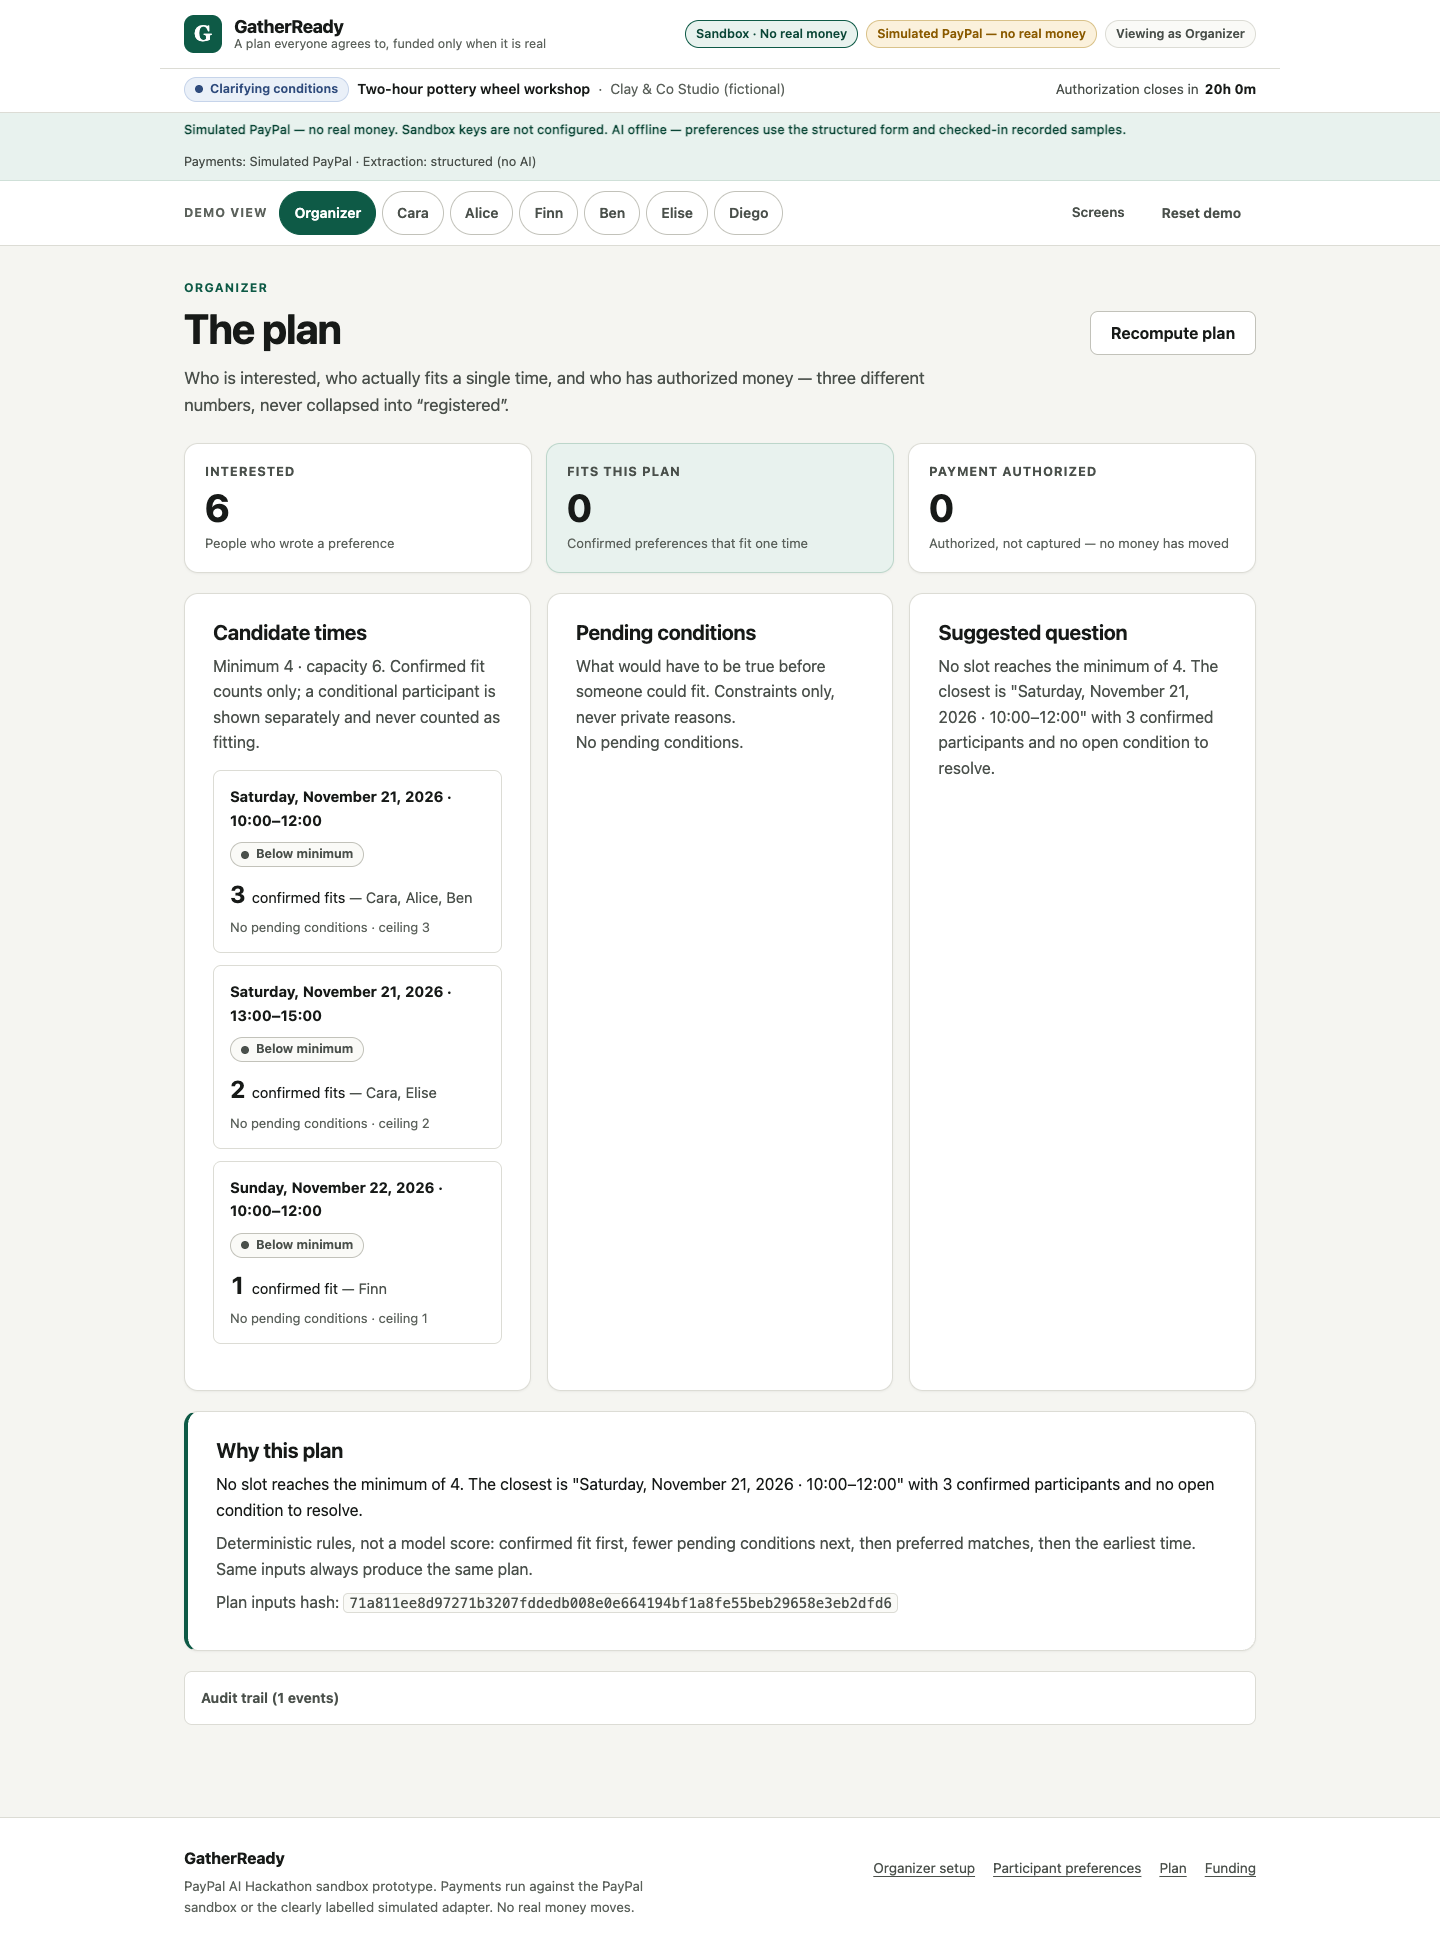 G
GatherReady
A plan everyone agrees to, funded only when it is real
Sandbox · No real money
Simulated PayPal — no real money
Viewing as Organizer
Clarifying conditions
Two-hour pottery wheel workshop · Clay & Co Studio (fictional)
Authorization closes in 20h 0m
Simulated PayPal — no real money. Sandbox keys are not configured. AI offline — preferences use the structured form and checked-in recorded samples.
Payments: Simulated PayPal · Extraction: structured (no AI)
DEMO VIEW
Organizer
Cara
Alice
Finn
Ben
Elise
Diego
Screens
Reset demo
ORGANIZER
The plan
Recompute plan
Who is interested, who actually fits a single time, and who has authorized money — three different
numbers, never collapsed into “registered”.
INTERESTED
6
People who wrote a preference
FITS THIS PLAN
0
Confirmed preferences that fit one time
PAYMENT AUTHORIZED
0
Authorized, not captured — no money has moved
Candidate times
Minimum 4 · capacity 6. Confirmed fit
counts only; a conditional participant is
shown separately and never counted as
fitting.
Saturday, November 21, 2026 ·
10:00–12:00
Below minimum
3 confirmed fits — Cara, Alice, Ben
No pending conditions · ceiling 3
Saturday, November 21, 2026 ·
13:00–15:00
Below minimum
2 confirmed fits — Cara, Elise
No pending conditions · ceiling 2
Sunday, November 22, 2026 ·
10:00–12:00
Below minimum
1 confirmed fit — Finn
No pending conditions · ceiling 1
Pending conditions
What would have to be true before
someone could fit. Constraints only,
never private reasons.
No pending conditions.
Suggested question
No slot reaches the minimum of 4. The
closest is "Saturday, November 21,
2026 · 10:00–12:00" with 3 confirmed
participants and no open condition to
resolve.
Why this plan
No slot reaches the minimum of 4. The closest is "Saturday, November 21, 2026 · 10:00–12:00" with 3 confirmed participants and no open
condition to resolve.
Deterministic rules, not a model score: confirmed fit first, fewer pending conditions next, then preferred matches, then the earliest time.
Same inputs always produce the same plan.
Plan inputs hash: 71a811ee8d97271b3207fddedb008e0e664194bf1a8fe55beb29658e3eb2dfd6
Audit trail (1 events)
GatherReady
PayPal AI Hackathon sandbox prototype. Payments run against the PayPal
sandbox or the clearly labelled simulated adapter. No real money moves.
Organizer setup
Participant preferences
Plan
Funding